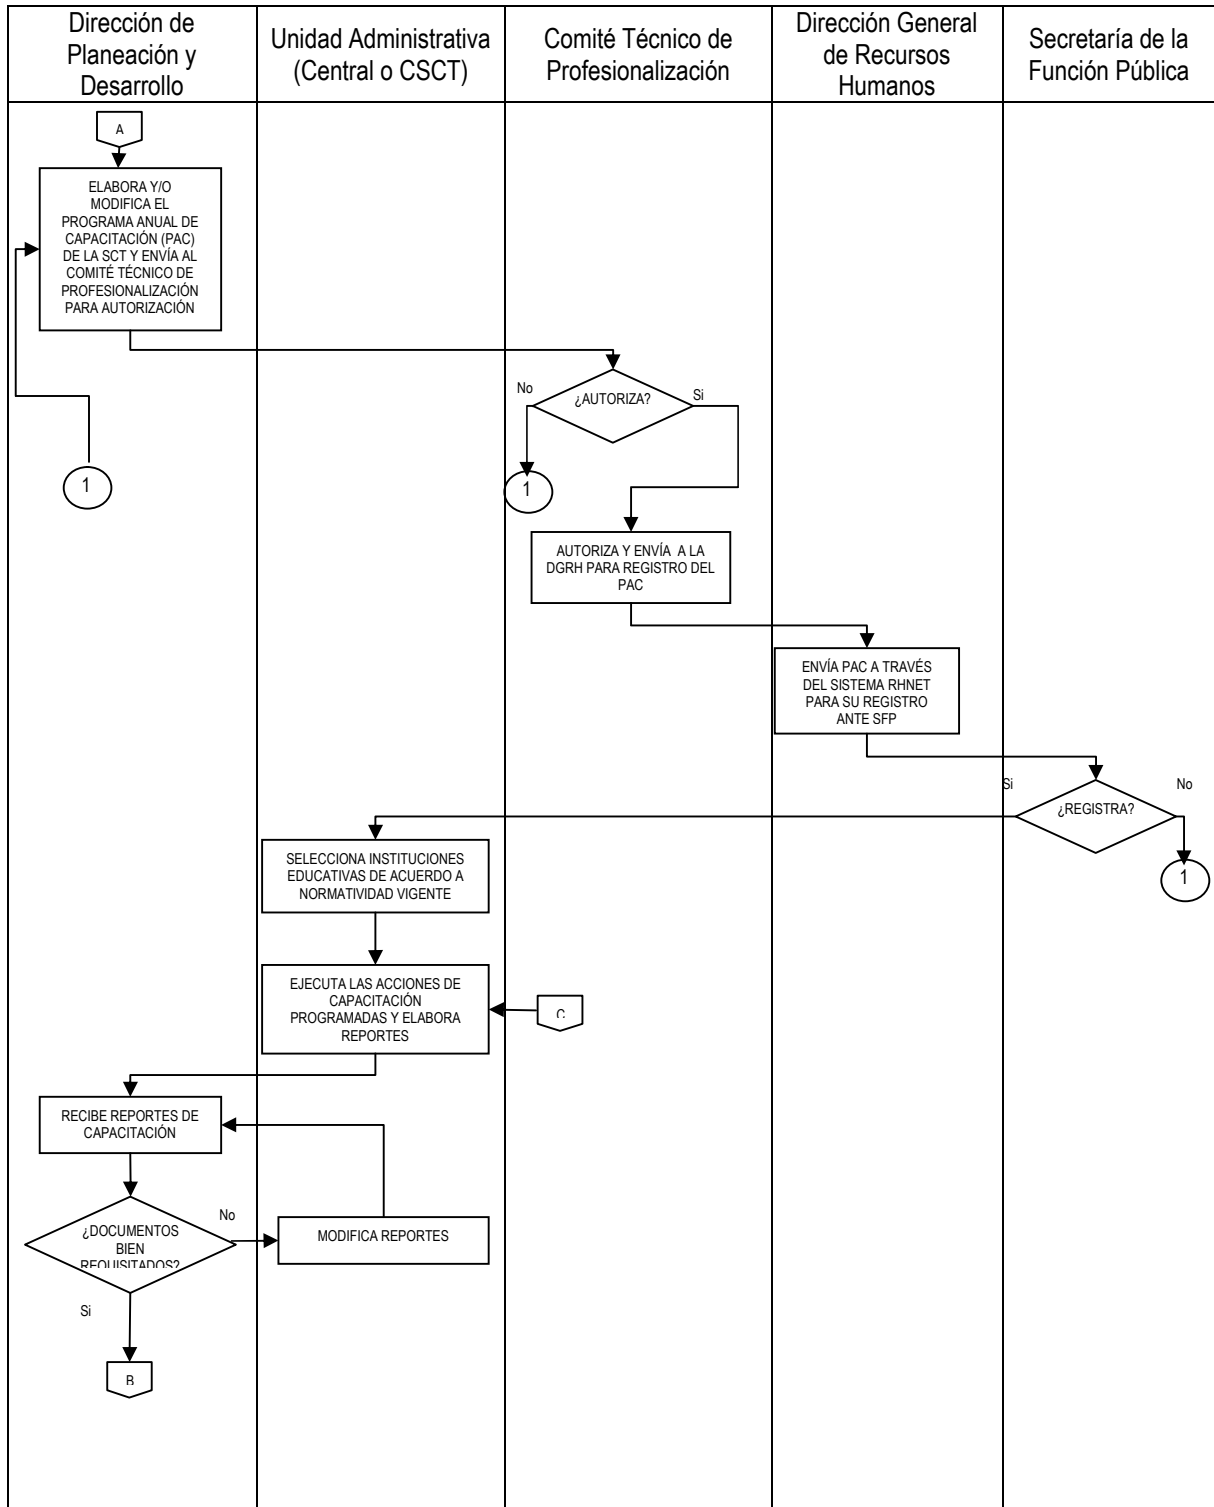 Dirección de
Planeación y
Desarrollo
Unidad Administrativa
(Central o CSCT)
Comité Técnico de
Profesionalización
Dirección General
de Recursos
Humanos
Secretaría de la
Función Pública
A
ELABORA Y/O
MODIFICA EL
PROGRAMA ANUAL DE
CAPACITACIÓN (PAC)
DE LA SCT Y ENVÍA AL
COMITÉ TÉCNICO DE
PROFESIONALIZACIÓN
PARA AUTORIZACIÓN
No
¿AUTORIZA?
Si
1
1
AUTORIZA Y ENVÍA A LA
DGRH PARA REGISTRO DEL
PAC
ENVÍA PAC A TRAVÉS
DEL SISTEMA RHNET
PARA SU REGISTRO
ANTE SFP
Si
No
¿REGISTRA?
1
SELECCIONA INSTITUCIONES
EDUCATIVAS DE ACUERDO A
NORMATIVIDAD VIGENTE
EJECUTA LAS ACCIONES DE
CAPACITACIÓN
PROGRAMADAS Y ELABORA
REPORTES
C
RECIBE REPORTES DE
CAPACITACIÓN
¿DOCUMENTOS
BIEN
REQUISITADOS?
No
MODIFICA REPORTES
Si
B